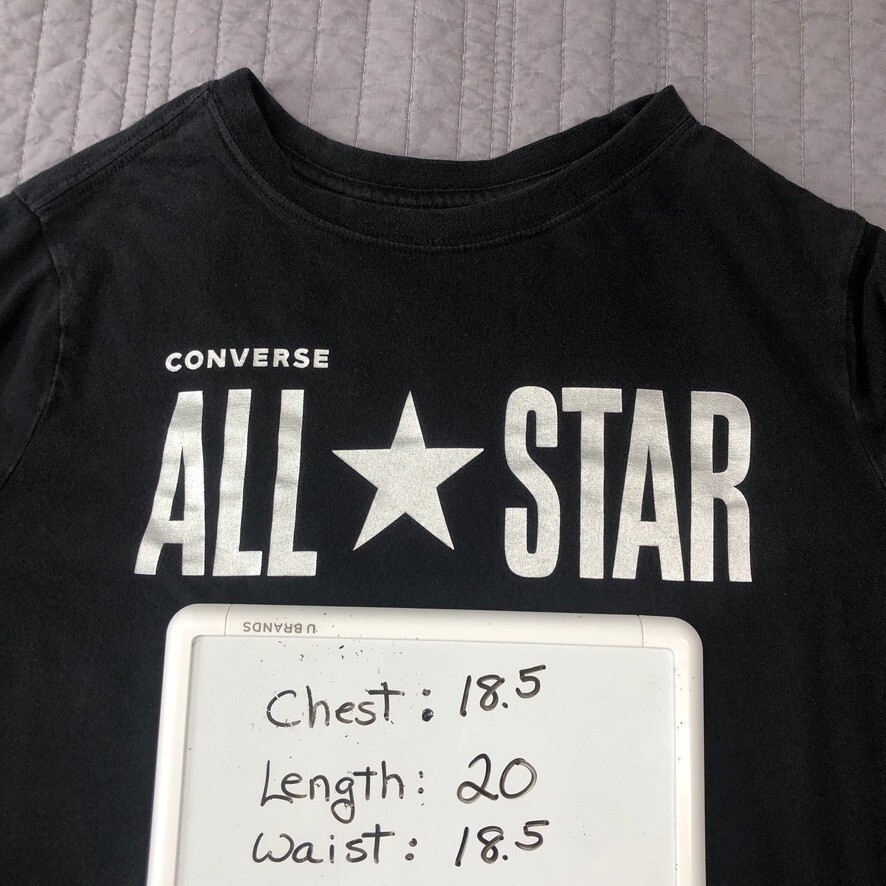 CONVERSE
ALL★STAR
U BRANDS
Chest: 18.5
Length: 20
Waist: 18.5